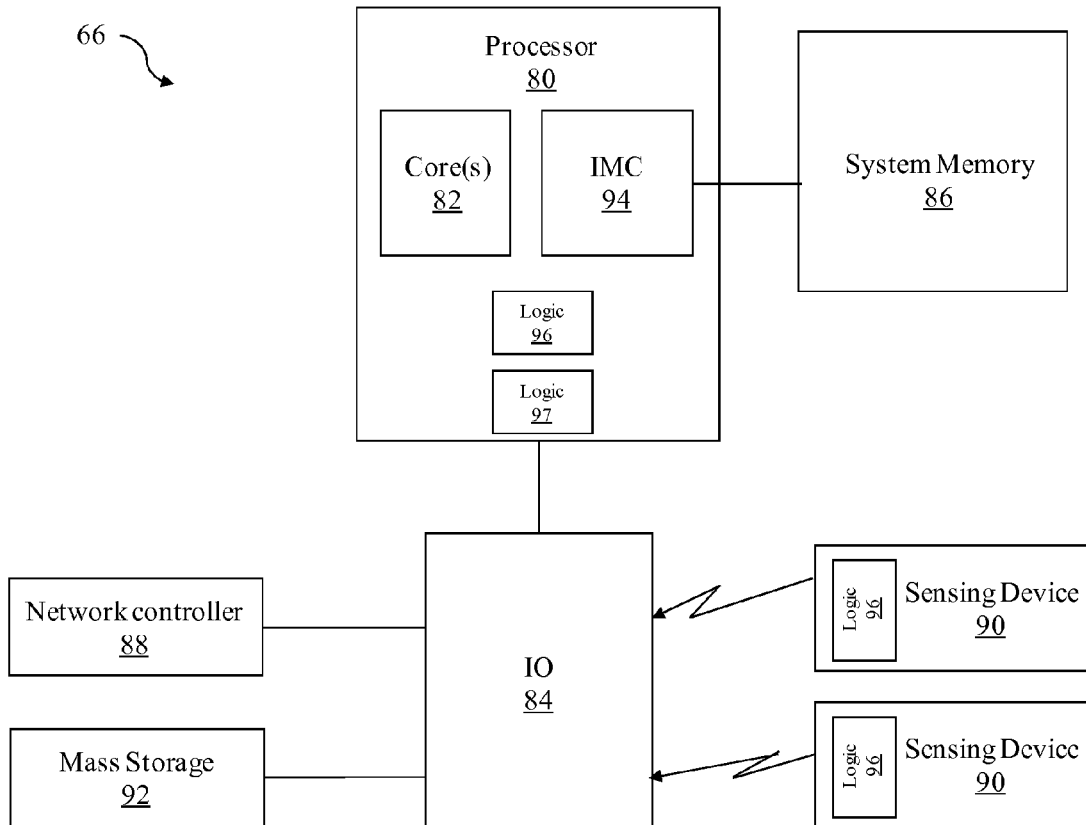 66
Processor
80
Core(s)
82
IMC
94
System Memory
86
Logic
96
Logic
97
Network controller
88
IO
84
Logic
96
Sensing Device
90
Mass Storage
92
Logic
96
Sensing Device
90